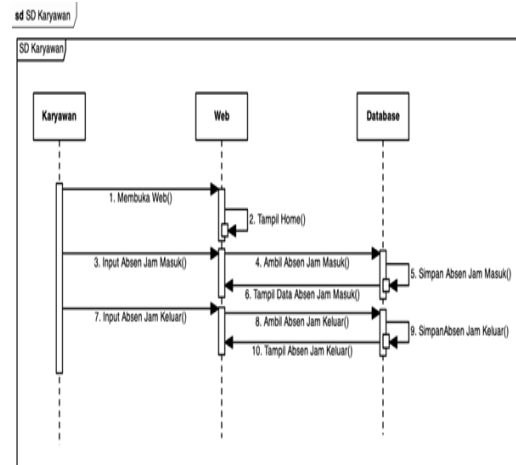 sd SD Karyawan
SD Karyawan
Karyawan
Web
Database
1. Membuka Web()
2. Tampil Home()
3. Input Absen Jam Masuk()
4. Ambil Absen Jam Masuk()
5. Simpan Absen Jam Masuk()
6. Tampil Data Absen Jam Masuk()
7. Input Absen Jam Keluar()
8. Ambil Absen Jam Keluar()
9. SimpanAbsen Jam Keluar()
10. Tampil Absen Jam Keluar()